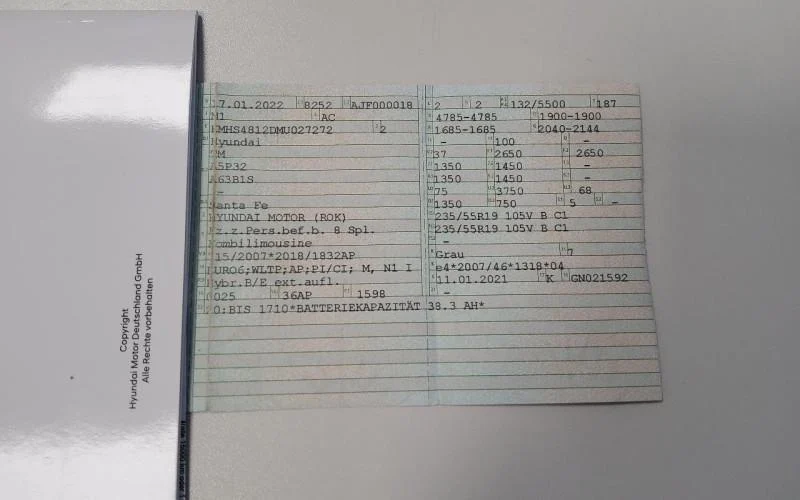 17.01.2022 8252 AJF000018
M1 AC
KMHS4812DMU027272 2
Hyundai
TM
A5P32
A63B1S
-
Santa Fe
HYUNDAI MOTOR (ROK)
Fz.z.Pers.bef.b. 8 Spl.
Kombilimousine
715/2007*2018/1832AP
EURO6;WLTP;AP;PI/CI; M, N1 I
Hybr.B/E ext.aufl.
0025 36AP 1598
2 2 132/5500 187
4785-4785 1900-1900
1685-1685 2040-2144
- 100 -
37 2650 2650
1350 1450 -
1350 1450 -
75 3750 68
1350 750 5 -
235/55R19 105V B C1
235/55R19 105V B C1
-
Grau 7
e4*2007/46*1318*04
11.01.2021 K GN021592
-
BIS 1710*BATTERIEKAPAZITÄT 38.3 AH*
Copyright
Hyundai Motor Deutschland GmbH
Alle Rechte vorbehalten